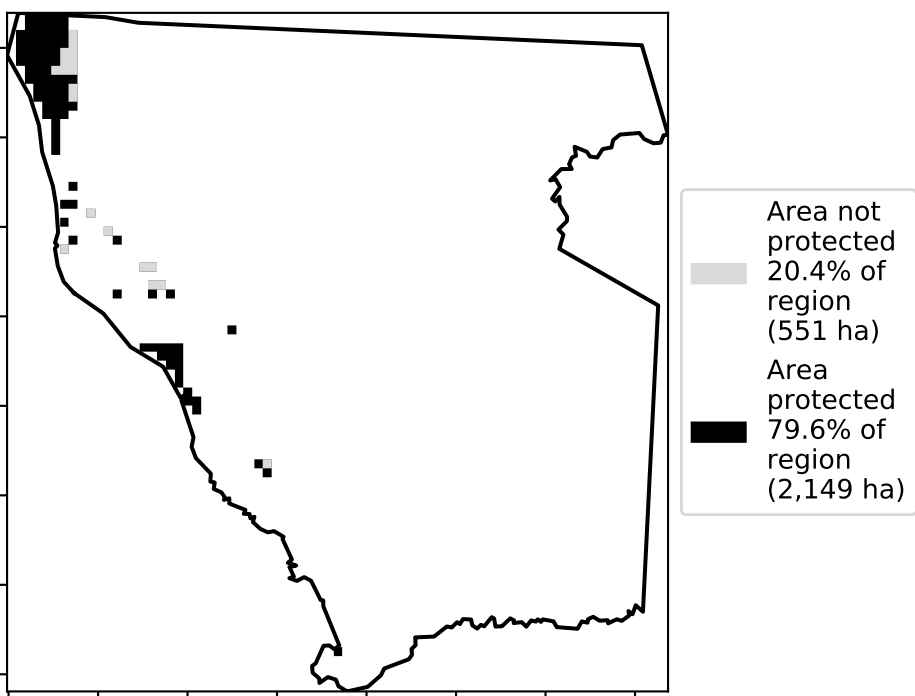 Area not
protected
20.4% of
region
(551 ha)
Area
protected
79.6% of
region
(2,149 ha)